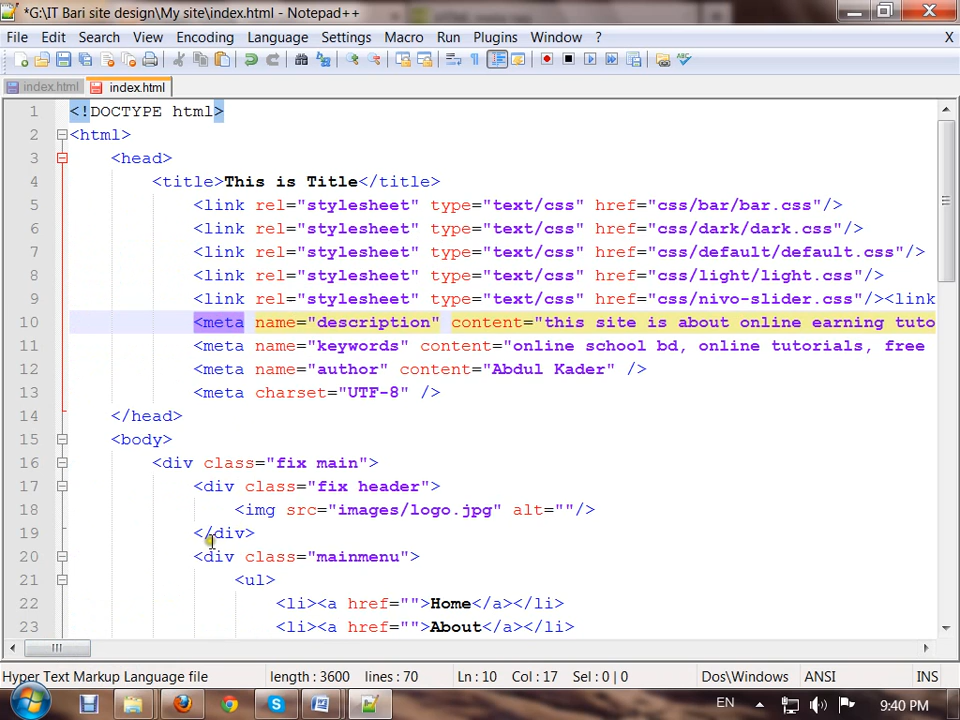 *G:\IT Bari site design\My site\index.html - Notepad++
File Edit Search View Encoding Language Settings Macro Run Plugins Window ? X
index.html index.html
1 <!DOCTYPE html>
2 <html>
3 <head>
4 <title>This is Title</title>
5 <link rel="stylesheet" type="text/css" href="css/bar/bar.css"/>
6 <link rel="stylesheet" type="text/css" href="css/dark/dark.css"/>
7 <link rel="stylesheet" type="text/css" href="css/default/default.css"/>
8 <link rel="stylesheet" type="text/css" href="css/light/light.css"/>
9 <link rel="stylesheet" type="text/css" href="css/nivo-slider.css"/><link
10 <meta name="description" content="this site is about online earning tuto
11 <meta name="keywords" content="online school bd, online tutorials, free
12 <meta name="author" content="Abdul Kader" />
13 <meta charset="UTF-8" />
14 </head>
15 <body>
16 <div class="fix main">
17 <div class="fix header">
18 <img src="images/logo.jpg" alt=""/>
19 </div>
20 <div class="mainmenu">
21 <ul>
22 <li><a href="">Home</a></li>
23 <li><a href="">About</a></li>
Hyper Text Markup Language file length : 3600 lines : 70 Ln : 10 Col : 17 Sel : 0 | 0 Dos\Windows ANSI INS
EN 9:40 PM